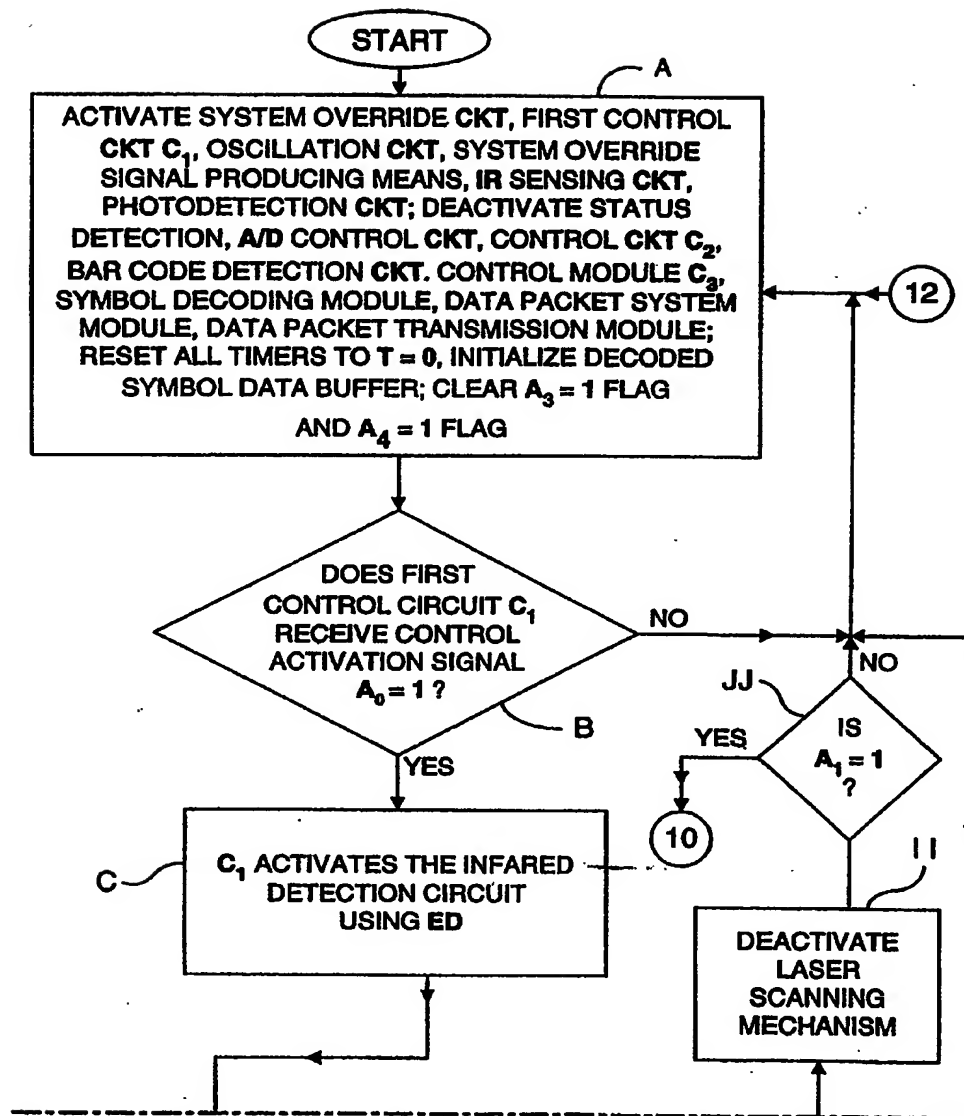 START
A
ACTIVATE SYSTEM OVERRIDE CKT, FIRST CONTROL
CKT C₁, OSCILLATION CKT, SYSTEM OVERRIDE
SIGNAL PRODUCING MEANS, IR SENSING CKT,
PHOTODETECTION CKT; DEACTIVATE STATUS
DETECTION, A/D CONTROL CKT, CONTROL CKT C₂,
BAR CODE DETECTION CKT. CONTROL MODULE C₃,
SYMBOL DECODING MODULE, DATA PACKET SYSTEM
MODULE, DATA PACKET TRANSMISSION MODULE;
RESET ALL TIMERS TO T = 0, INITIALIZE DECODED
SYMBOL DATA BUFFER; CLEAR A₃ = 1 FLAG
AND A₄ = 1 FLAG
12
DOES FIRST
CONTROL CIRCUIT C₁
RECEIVE CONTROL
ACTIVATION SIGNAL
A₀ = 1 ?
NO
B
YES
NO
JJ
IS
A₁ = 1
?
YES
10
C
C₁ ACTIVATES THE INFARED
DETECTION CIRCUIT
USING ED
II
DEACTIVATE
LASER
SCANNING
MECHANISM